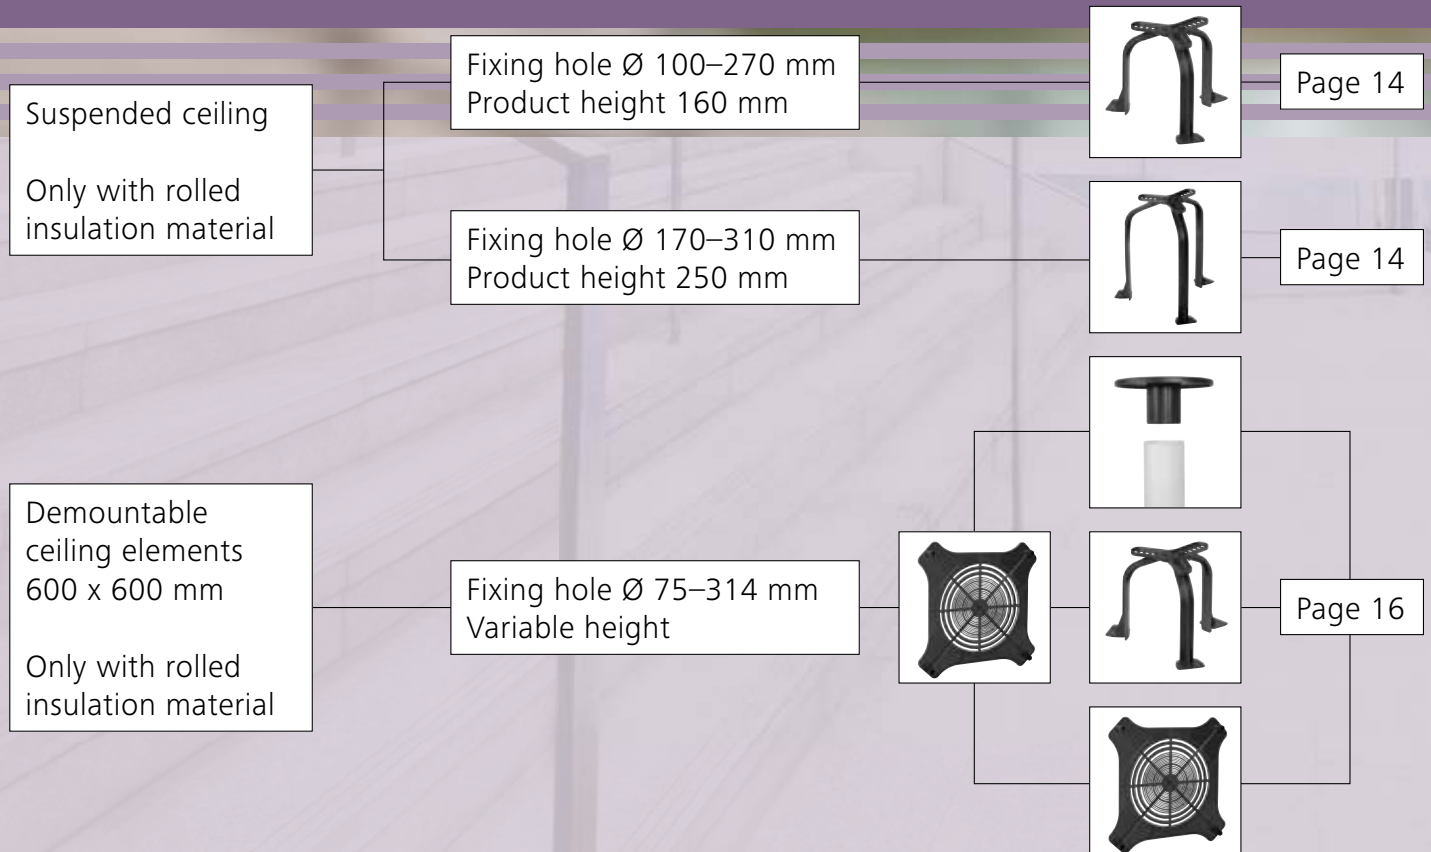 Suspended ceiling
Only with rolled
insulation material
Fixing hole Ø 100–270 mm
Product height 160 mm
Page 14
Fixing hole Ø 170–310 mm
Product height 250 mm
Page 14
Demountable
ceiling elements
600 x 600 mm
Only with rolled
insulation material
Fixing hole Ø 75–314 mm
Variable height
Page 16